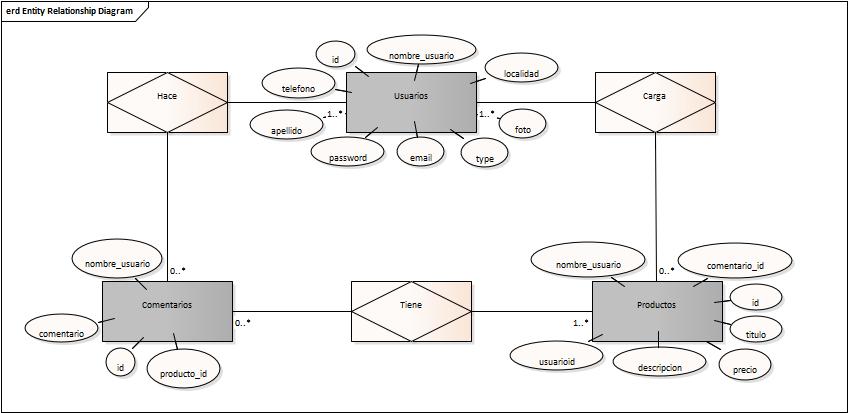 erd Entity Relationship Diagram
id
nombre_usuario
localidad
telefono
Hace
Usuarios
Carga
apellido
1..*
1..*
foto
password
email
type
nombre_usuario
0..*
nombre_usuario
0..*
comentario_id
Comentarios
Tiene
Productos
id
comentario
0..*
1..*
titulo
id
producto_id
usuarioid
descripcion
precio